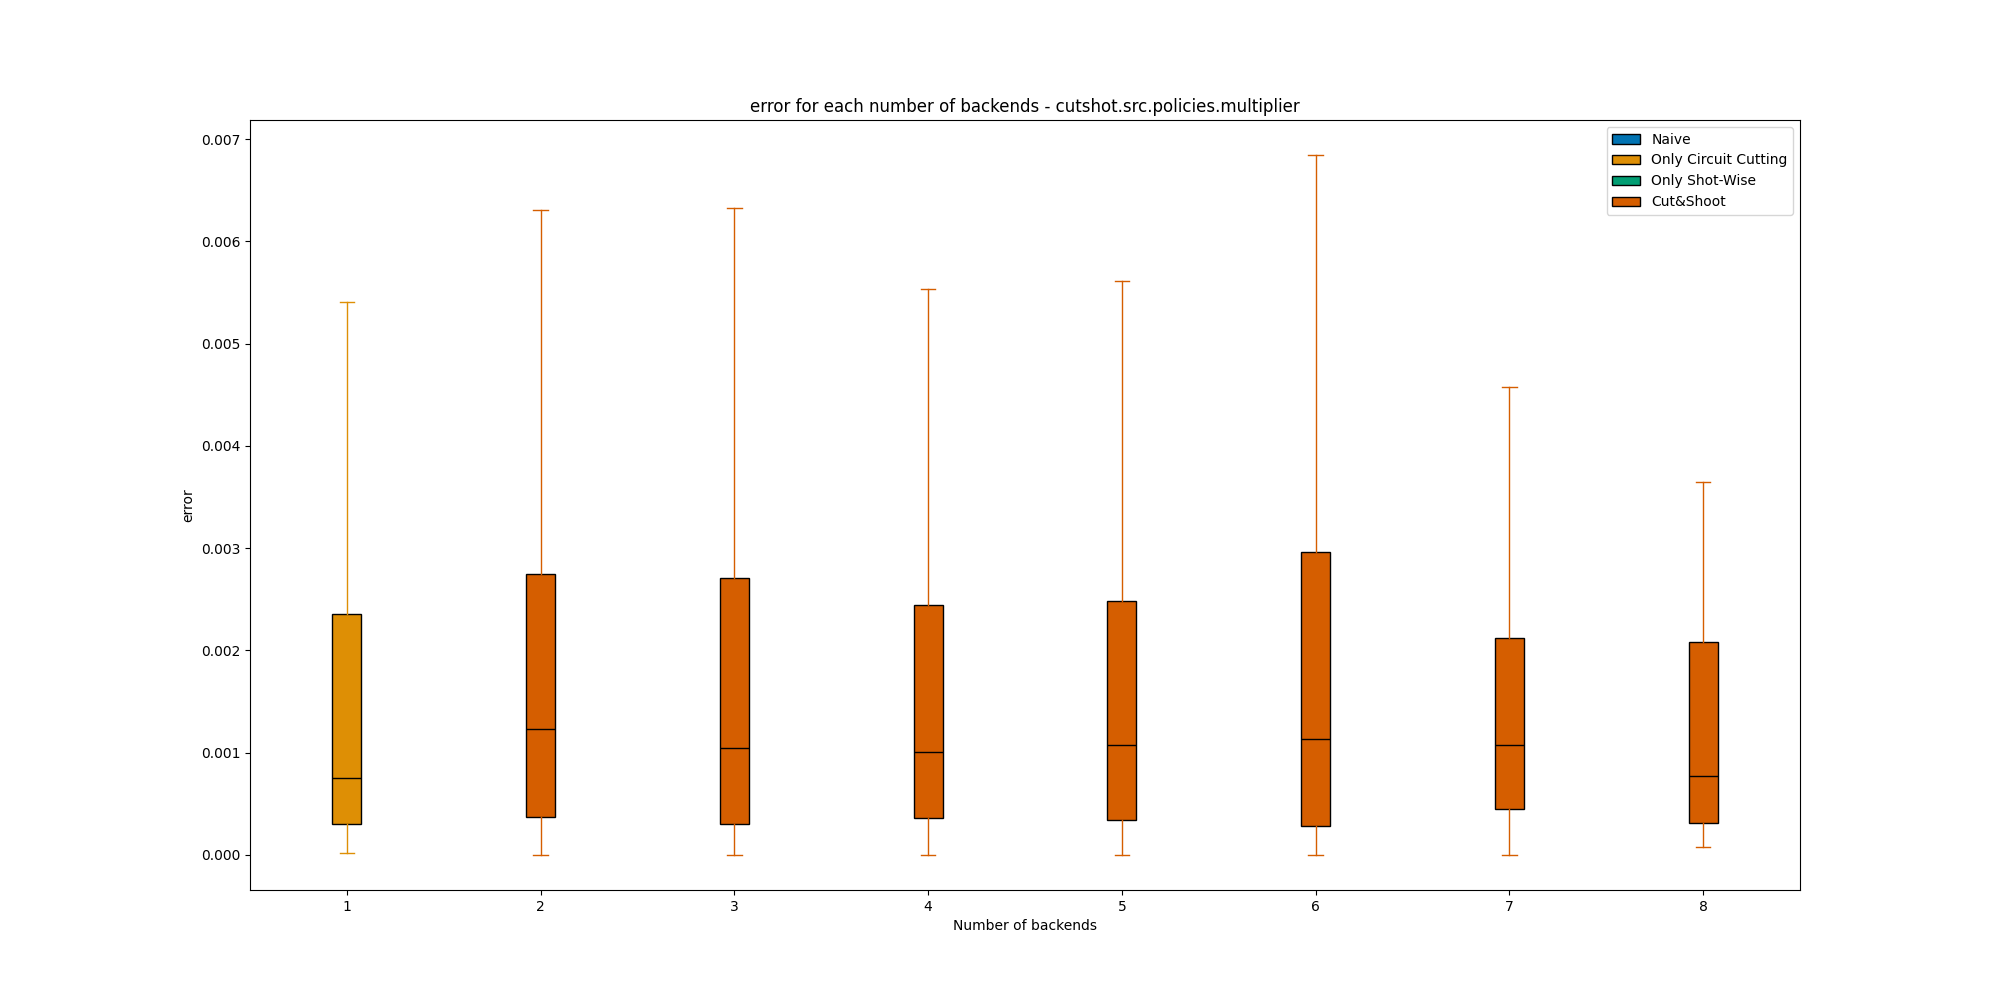 error for each number of backends - cutshot.src.policies.multiplier
Naive
Only Circuit Cutting
Only Shot-Wise
Cut&Shoot
0.007
0.006
0.005
0.004
0.003
0.002
0.001
0.000
error
1 2 3 4 5 6 7 8
Number of backends